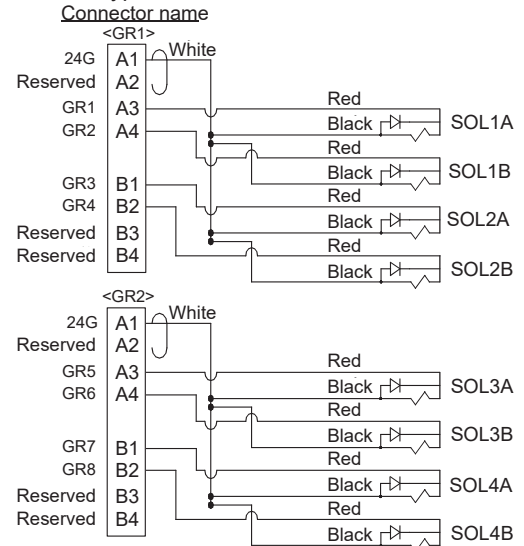 Connector name
<GR1>
24G A1 White
Reserved A2
GR1 A3 Red
Black SOL1A
GR2 A4 Red
Black SOL1B
GR3 B1 Red
Black SOL2A
GR4 B2 Red
Reserved B3
Reserved B4 Black SOL2B
<GR2>
24G A1 White
Reserved A2
GR5 A3 Red
Black SOL3A
GR6 A4 Red
Black SOL3B
GR7 B1 Red
Black SOL4A
GR8 B2 Red
Reserved B3
Reserved B4 Black SOL4B